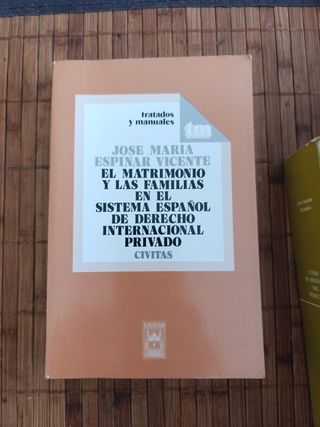 tratados
y manuales
tm
JOSE MARIA
ESPINAR VICENTE
EL MATRIMONIO
Y LAS FAMILIAS
EN EL
SISTEMA ESPAÑOL
DE DERECHO
INTERNACIONAL
PRIVADO
CIVITAS
CIVITAS